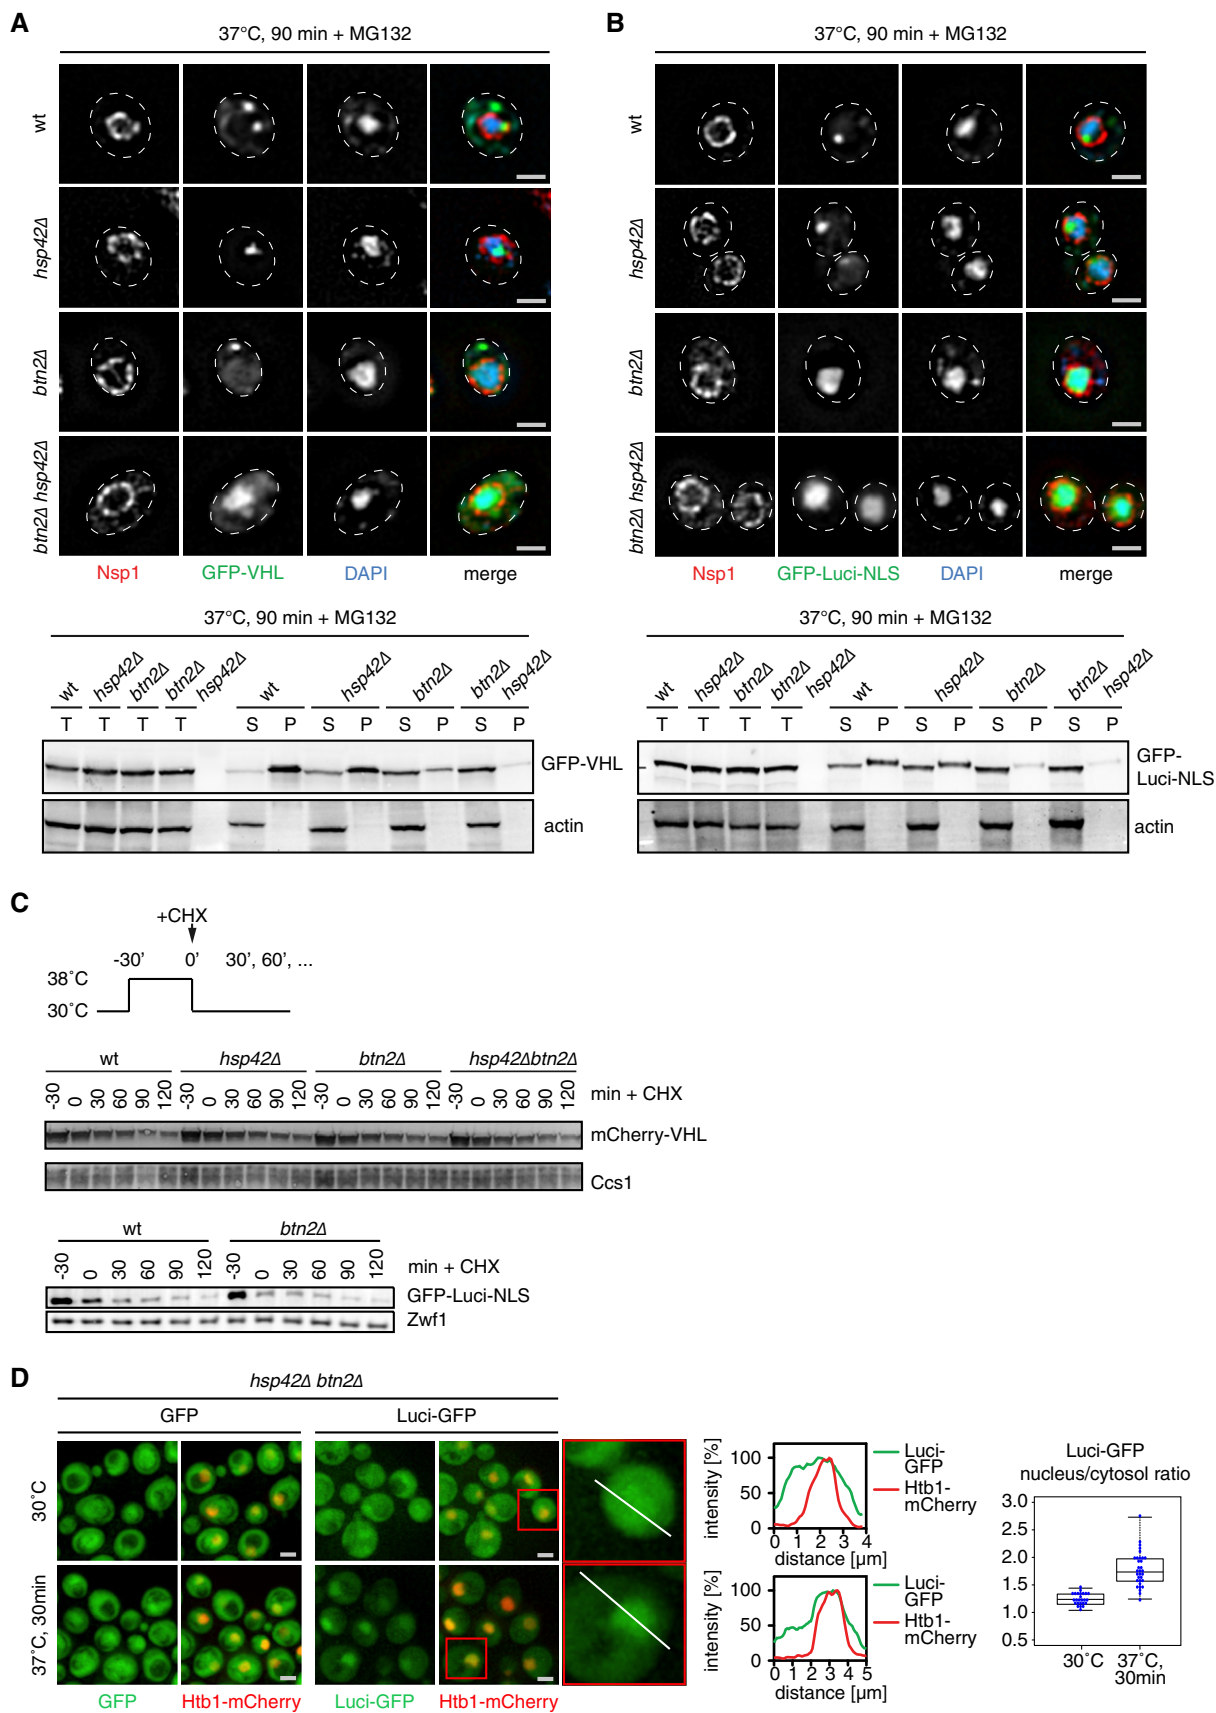 A
37°C, 90 min + MG132
wt
hsp42Δ
btn2Δ
btn2Δ hsp42Δ
Nsp1 GFP-VHL DAPI merge
37°C, 90 min + MG132
wt hsp42Δ btn2Δ btn2Δ hsp42Δ wt hsp42Δ btn2Δ btn2Δ hsp42Δ
T T T T S P S P S P S P
GFP-VHL
actin
B
37°C, 90 min + MG132
wt
hsp42Δ
btn2Δ
btn2Δ hsp42Δ
Nsp1 GFP-Luci-NLS DAPI merge
37°C, 90 min + MG132
wt hsp42Δ btn2Δ btn2Δ hsp42Δ wt hsp42Δ btn2Δ btn2Δ hsp42Δ
T T T T S P S P S P S P
GFP-
Luci-NLS
actin
C
+CHX
-30' 0' 30', 60', ...
38°C
30°C
wt hsp42Δ btn2Δ hsp42Δbtn2Δ
-30 0 30 60 90 120 -30 0 30 60 90 120 -30 0 30 60 90 120 -30 0 30 60 90 120 min + CHX
mCherry-VHL
Ccs1
wt btn2Δ
-30 0 30 60 90 120 -30 0 30 60 90 120 min + CHX
GFP-Luci-NLS
Zwf1
D
hsp42Δ btn2Δ
GFP Luci-GFP
30°C
37°C, 30min
GFP Htb1-mCherry Luci-GFP Htb1-mCherry
intensity [%]
100
50
0
0 1 2 3 4
distance [µm]
Luci-
GFP
Htb1-
mCherry
intensity [%]
100
50
0
0 1 2 3 4 5
distance [µm]
Luci-
GFP
Htb1-
mCherry
Luci-GFP
nucleus/cytosol ratio
3.0
2.5
2.0
1.5
1.0
0.5
30°C 37°C,
30min